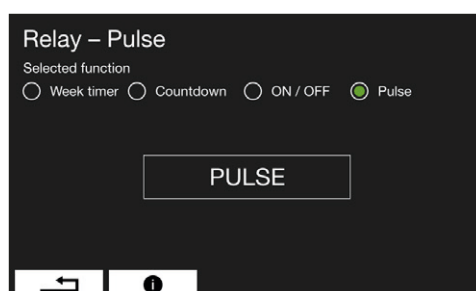 Relay – Pulse
Selected function
Week timer Countdown ON / OFF Pulse
PULSE